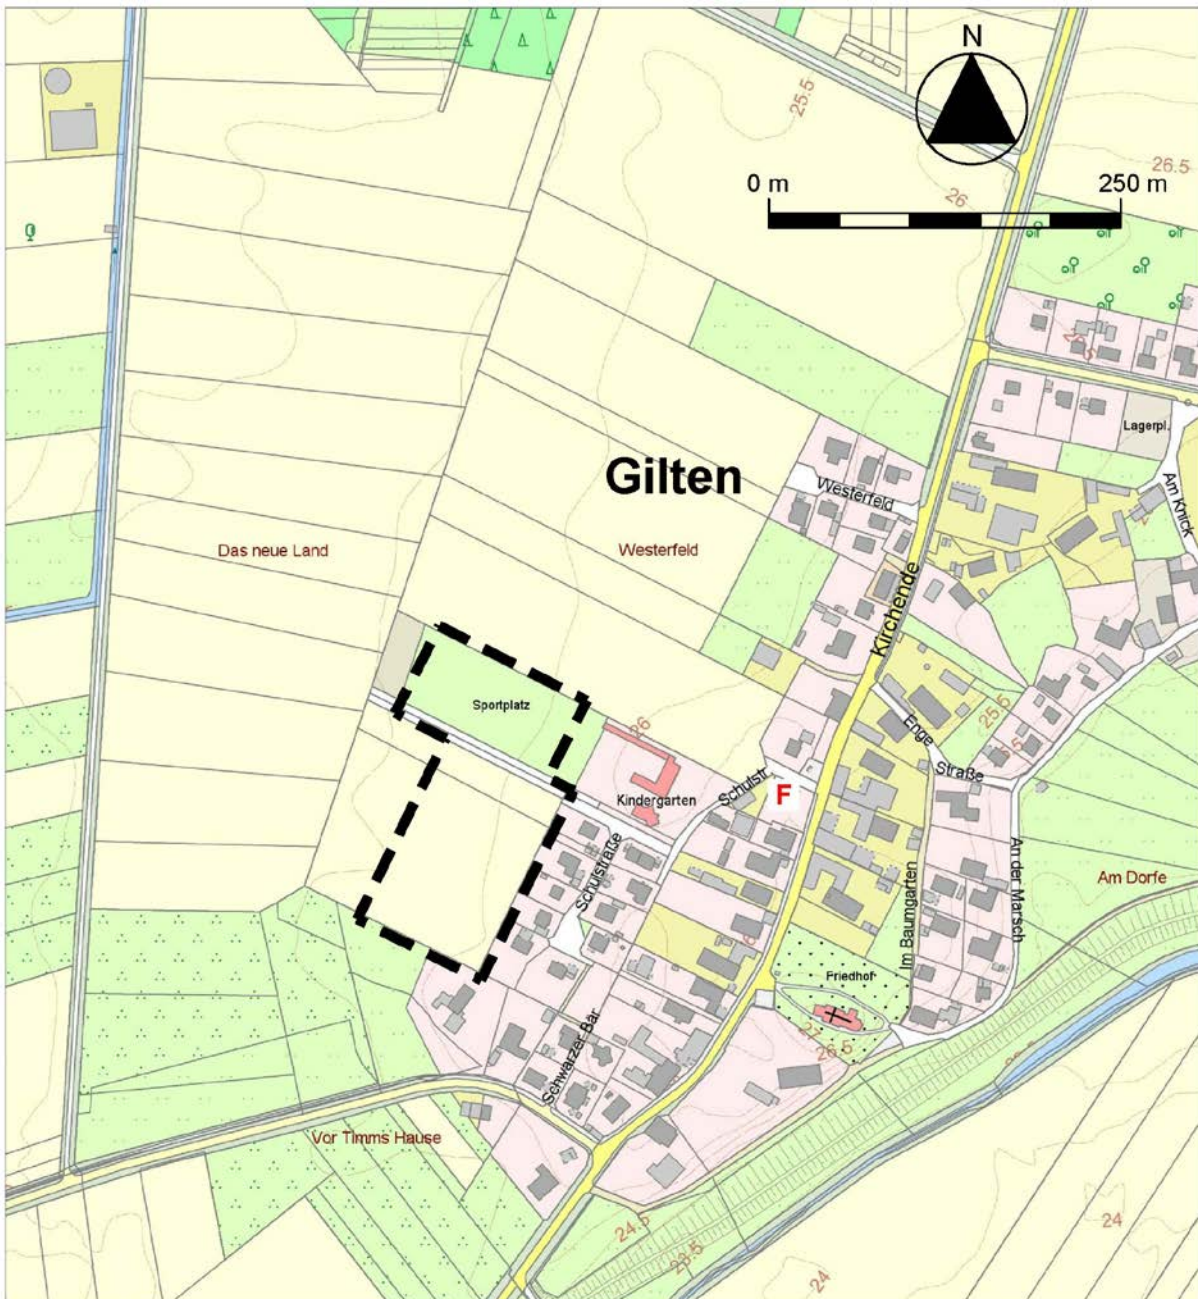 N
0 m
250 m
25.5
26.5
26
Lagerpl.
Am Knick
Gilten
Westerfeld
Das neue Land
Westerfeld
Kirchende
Sportplatz
26
Enge
Straße
25.5
Schulstr.
F
Kindergarten
Schulstraße
Im Baumgarten
An der Marsch
Am Dorfe
Friedhof
26.5
Schwarzer Bär
Vor Timms Hause
24.5
23.5
24
24